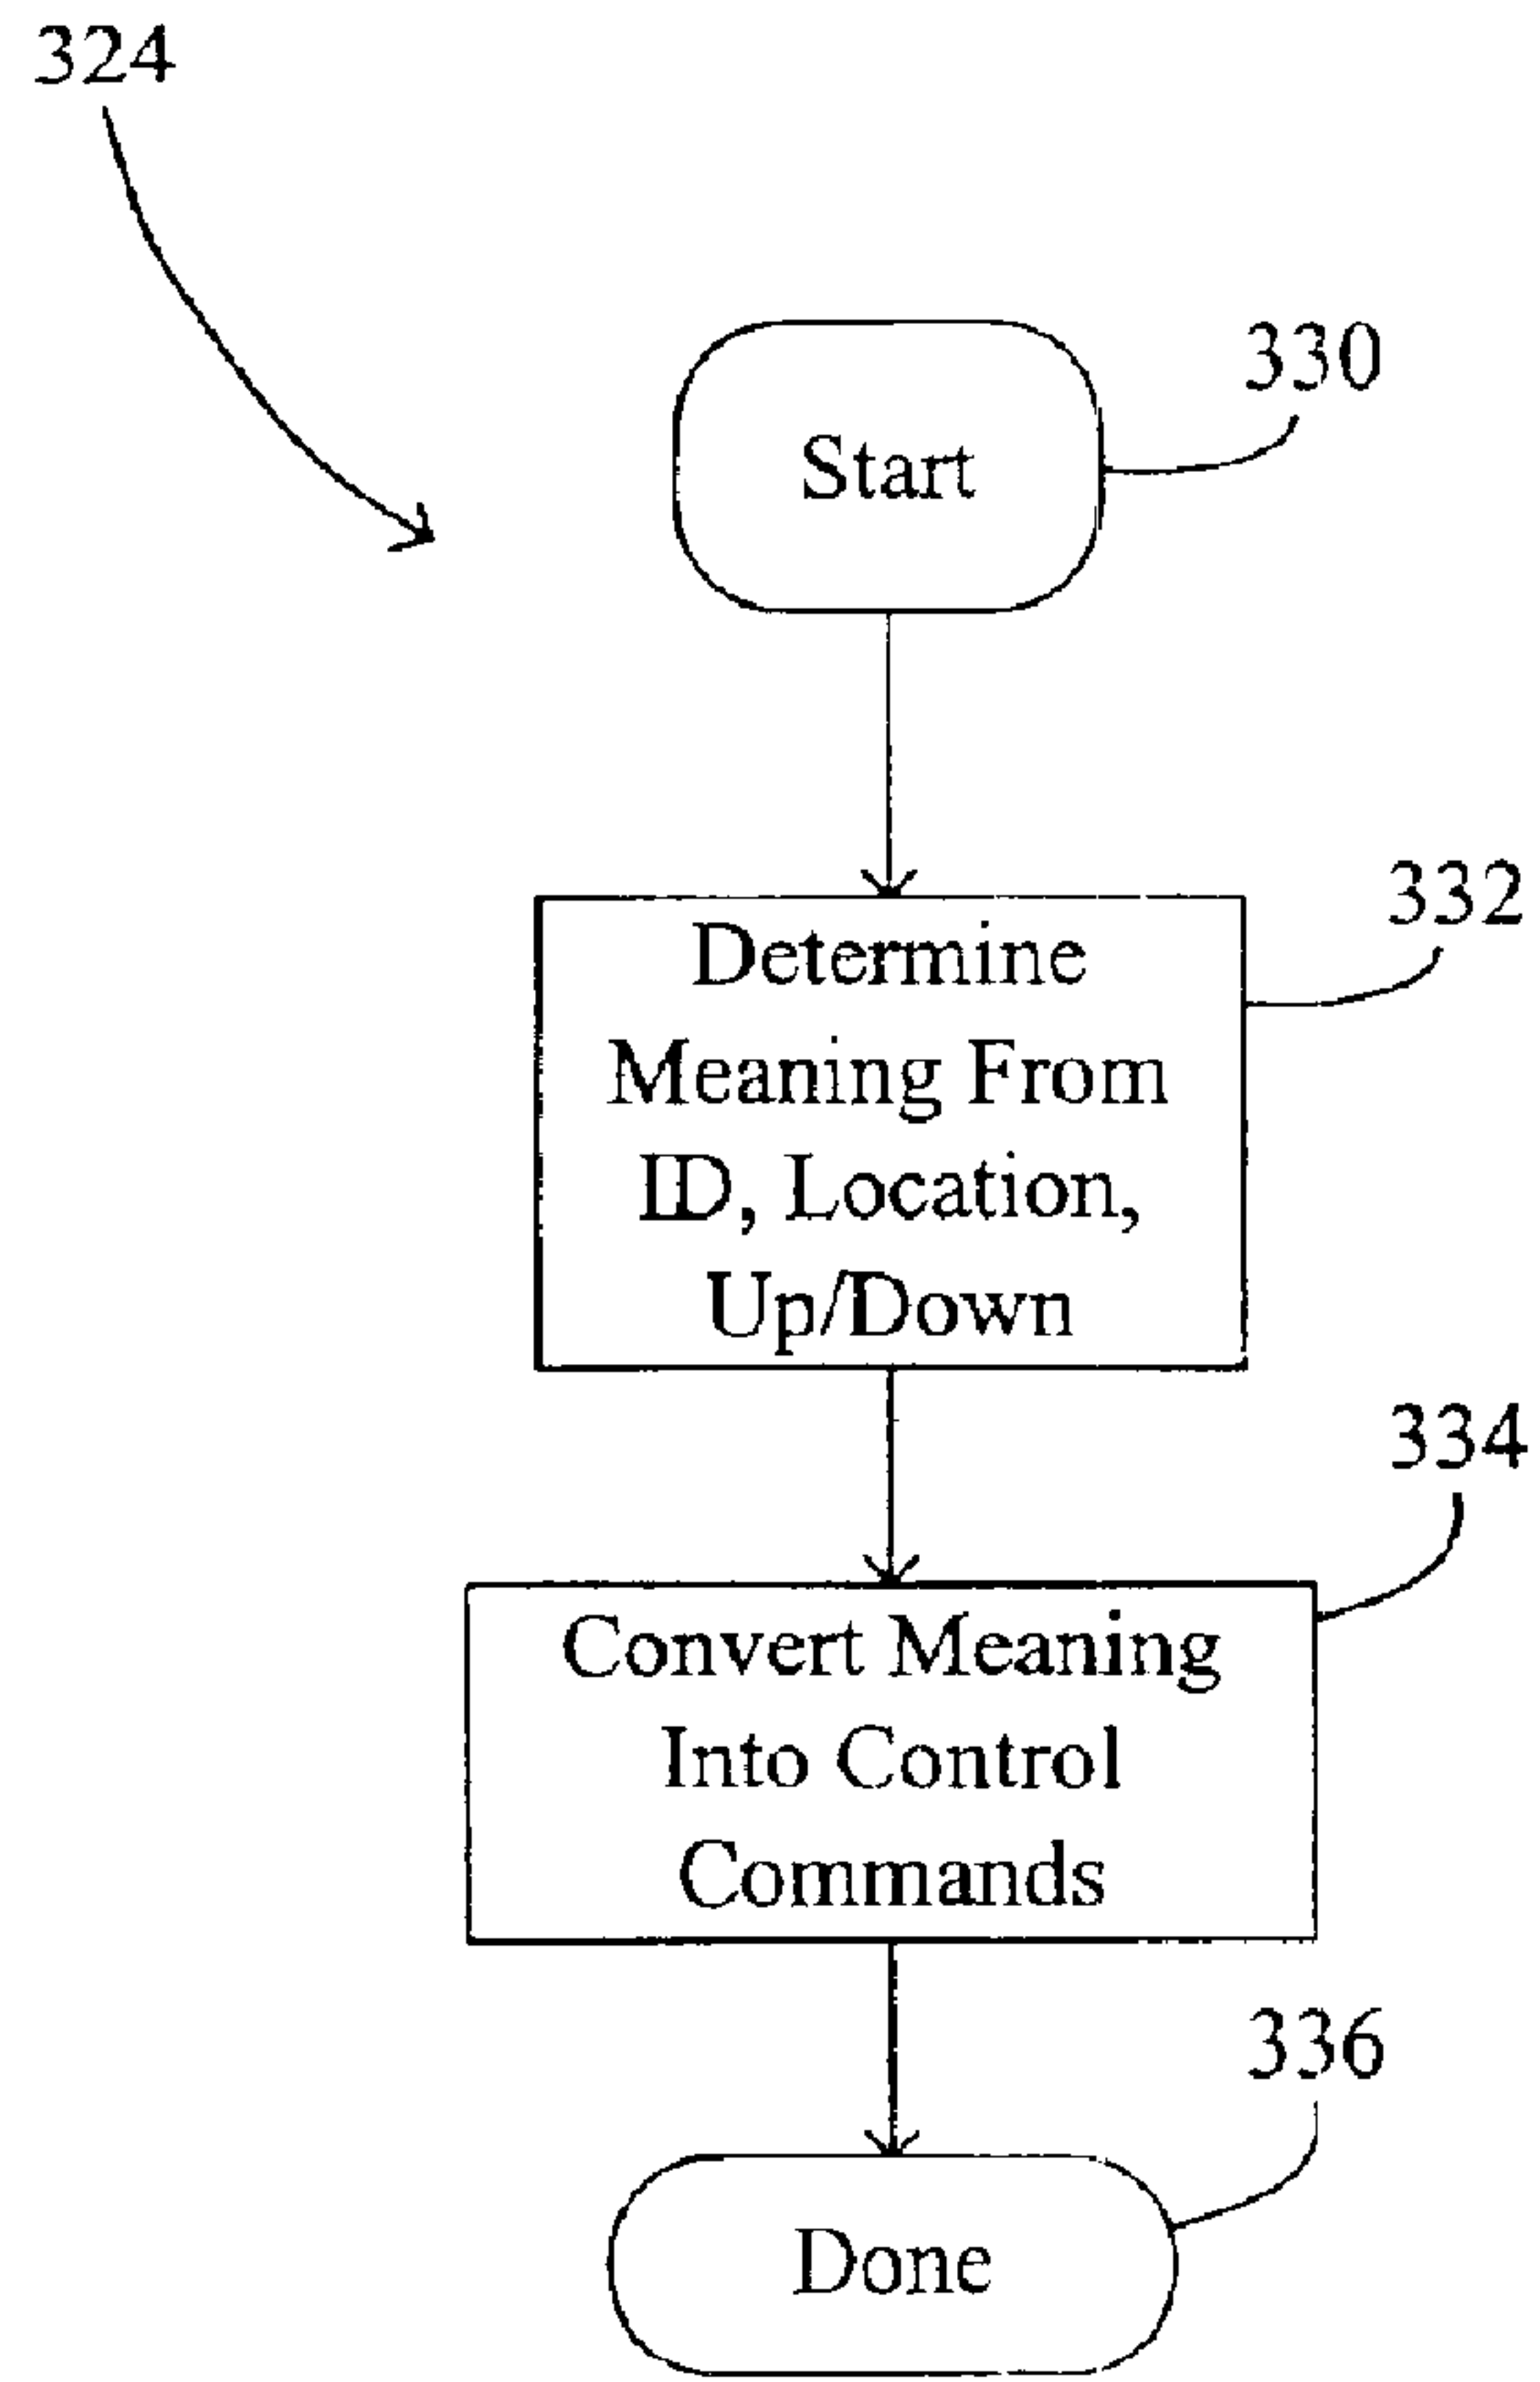 324
330
Start
332
Determine
Meaning From
ID, Location,
Up/Down
334
Convert Meaning
Into Control
Commands
336
Done